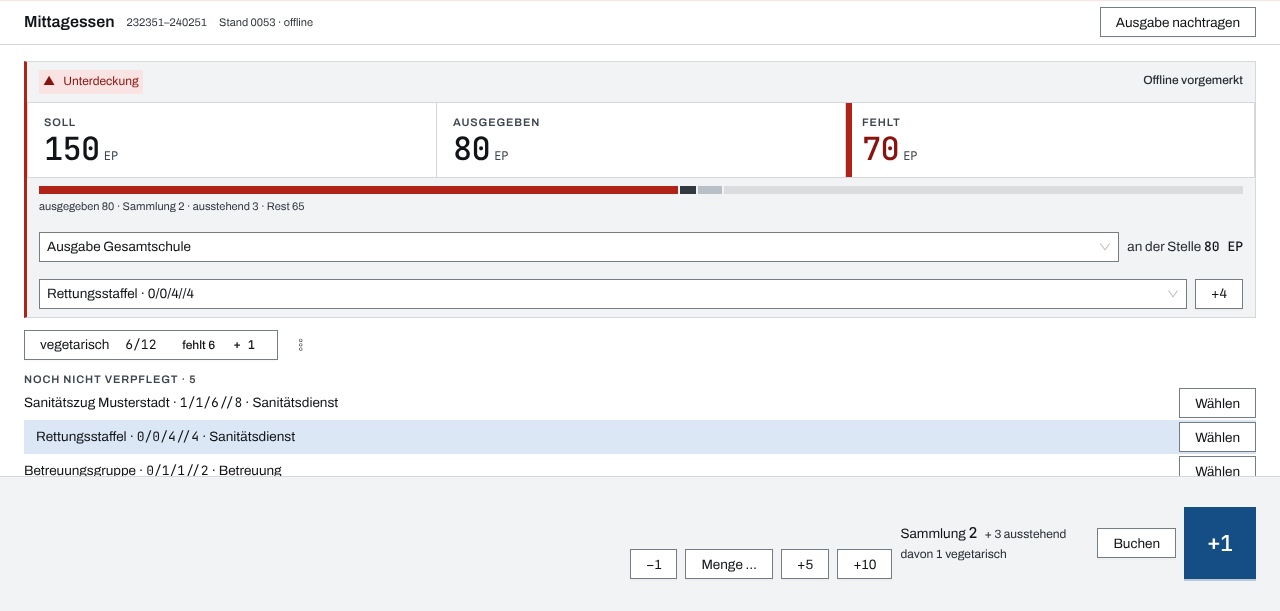 Mittagessen 232351–240251 Stand 0053 · offline Ausgabe nachtragen
Unterdeckung Offline vorgemerkt
SOLL AUSGEGEBEN FEHLT
150 EP 80 EP 70 EP
ausgegeben 80 · Sammlung 2 · ausstehend 3 · Rest 65
Ausgabe Gesamtschule an der Stelle 80 EP
Rettungsstaffel · 0/0/4//4 +4
vegetarisch 6/12 fehlt 6 + 1
NOCH NICHT VERPFLEGT · 5
Sanitätszug Musterstadt · 1/1/6//8 · Sanitätsdienst Wählen
Rettungsstaffel · 0/0/4//4 · Sanitätsdienst Wählen
Betreuungsgruppe · 0/1/1//2 · Betreuung Wählen
Sammlung 2 + 3 ausstehend
davon 1 vegetarisch
−1 Menge ... +5 +10 Buchen +1